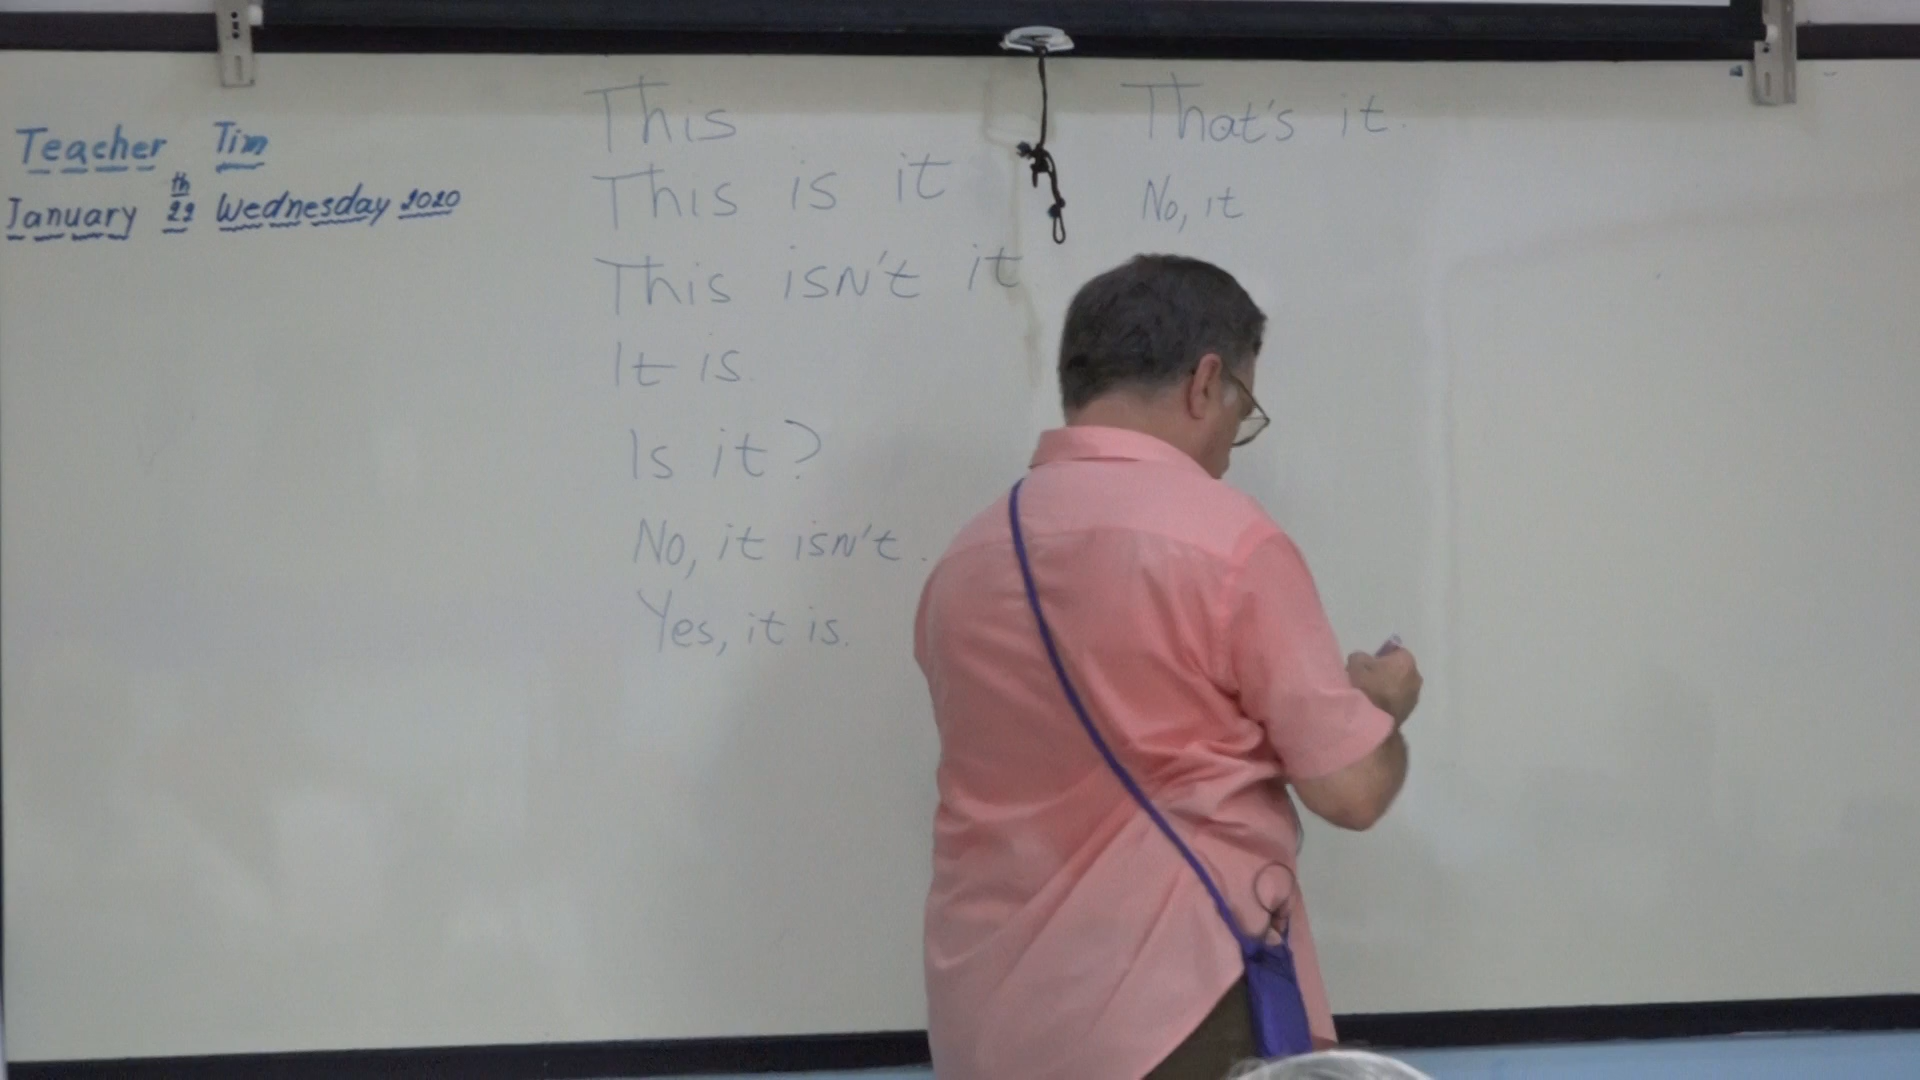 Teacher Tim
January 22th Wednesday 2020
This
This is it
This isn't it
It is.
Is it?
No, it isn't.
Yes, it is.
That's it.
No, it